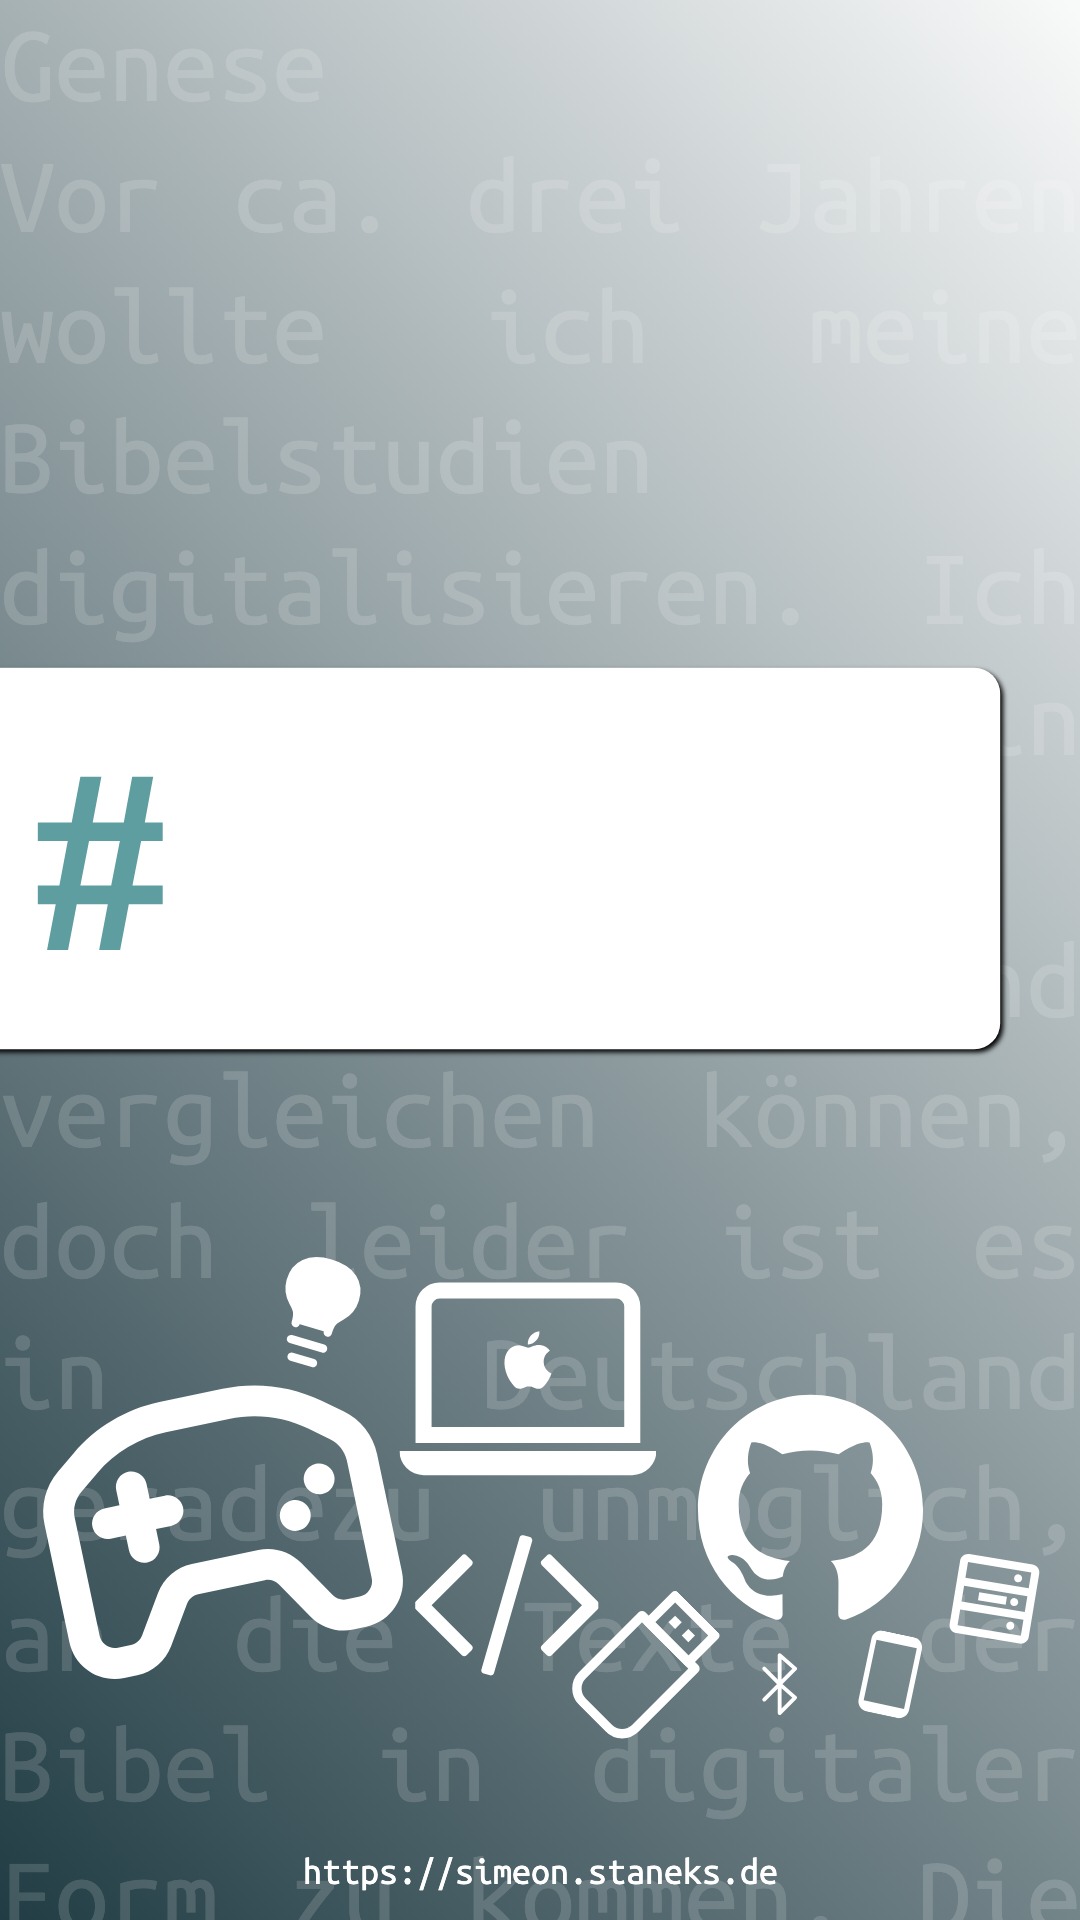 Genese
Vor ca. drei Jahren
wollte ich meine
Bibelstudien
digitalisieren. Ich
#
vergleichen können,
doch leider ist es
in Deutschland
geradezu unmöglich,
an die Texte der
Bibel in digitaler
Form zu kommen. Die
https://simeon.staneks.de